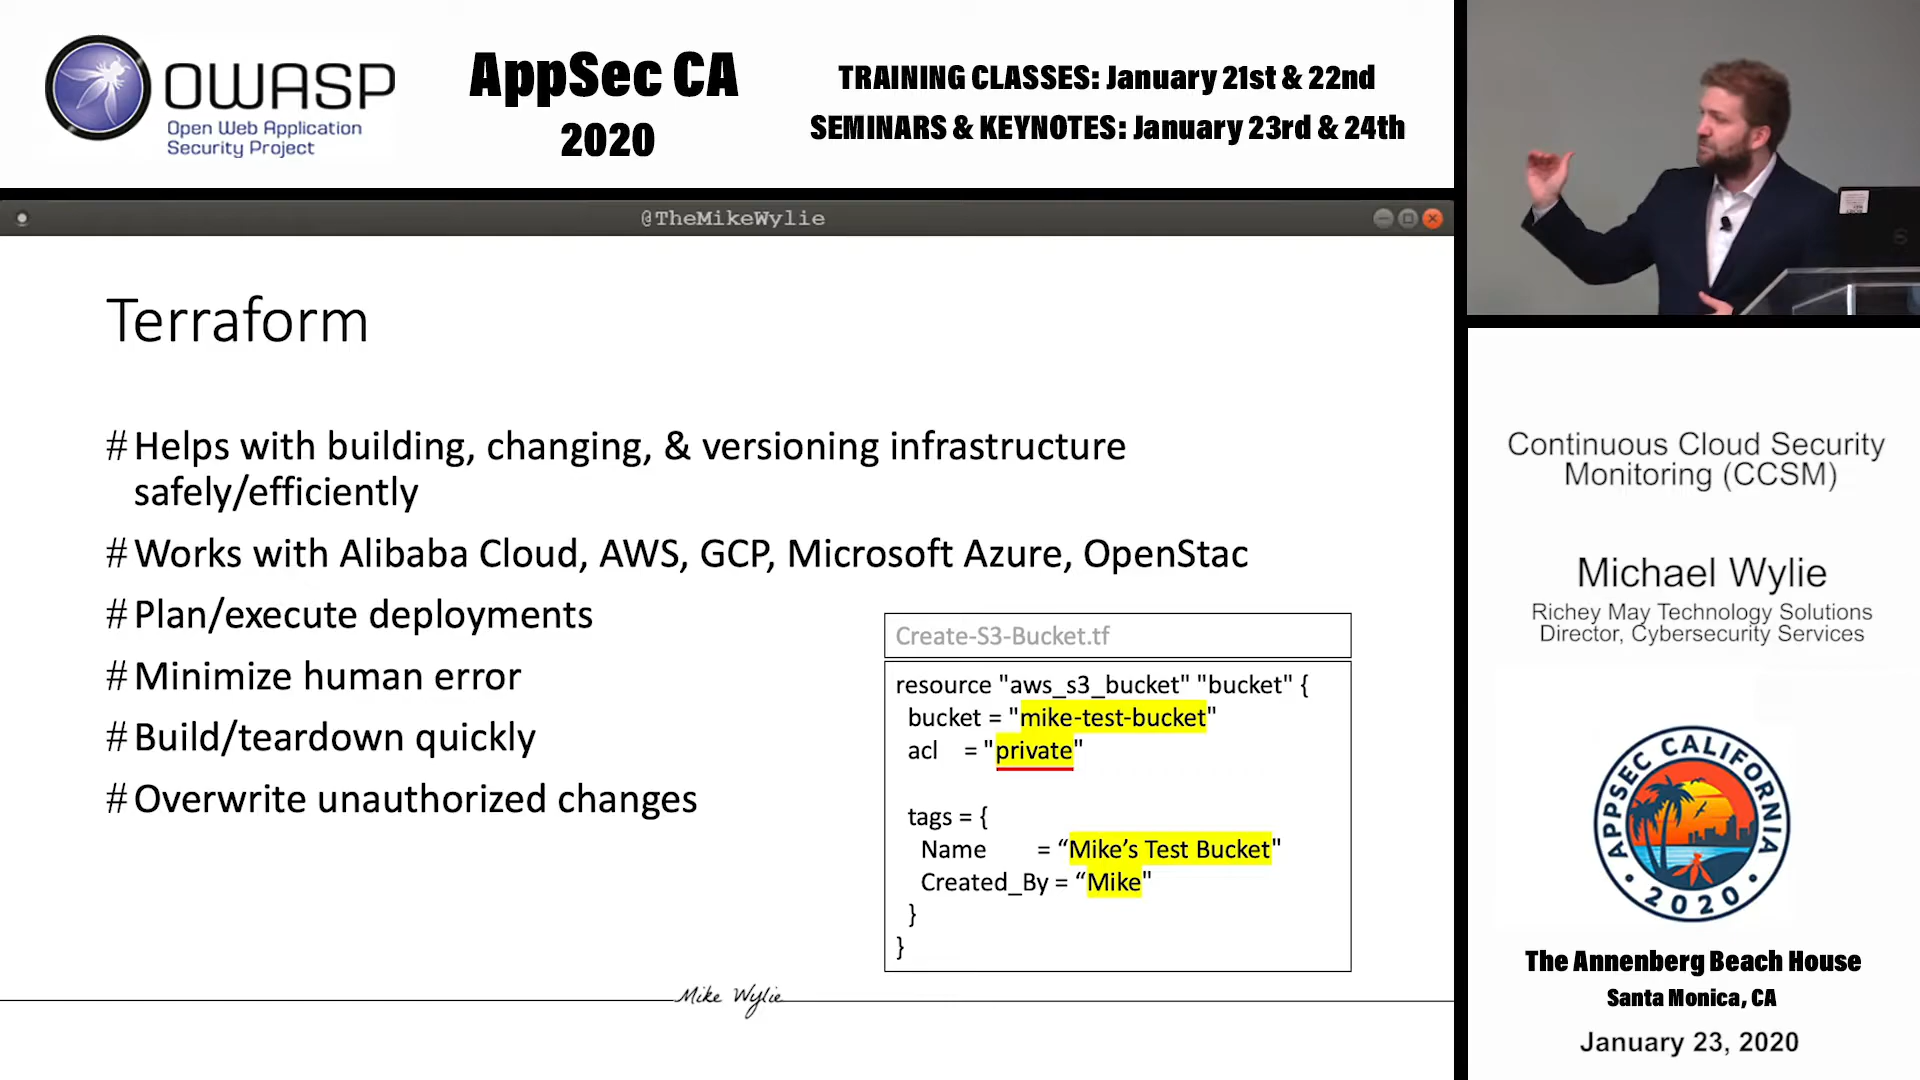 OWASP
Open Web Application
Security Project
AppSec CA
2020
TRAINING CLASSES: January 21st & 22nd
SEMINARS & KEYNOTES: January 23rd & 24th
@TheMikeWylie
Terraform
#Helps with building, changing, & versioning infrastructure
safely/efficiently
#Works with Alibaba Cloud, AWS, GCP, Microsoft Azure, OpenStac
#Plan/execute deployments
#Minimize human error
#Build/teardown quickly
#Overwrite unauthorized changes
Create-S3-Bucket.tf
resource "aws_s3_bucket" "bucket" {
bucket = "mike-test-bucket"
acl = "private"
tags = {
Name = “Mike’s Test Bucket"
Created_By = “Mike"
}
}
Mike Wylie
Continuous Cloud Security
Monitoring (CCSM)
Michael Wylie
Richey May Technology Solutions
Director, Cybersecurity Services
APPSEC CALIFORNIA
2020
The Annenberg Beach House
Santa Monica, CA
January 23, 2020